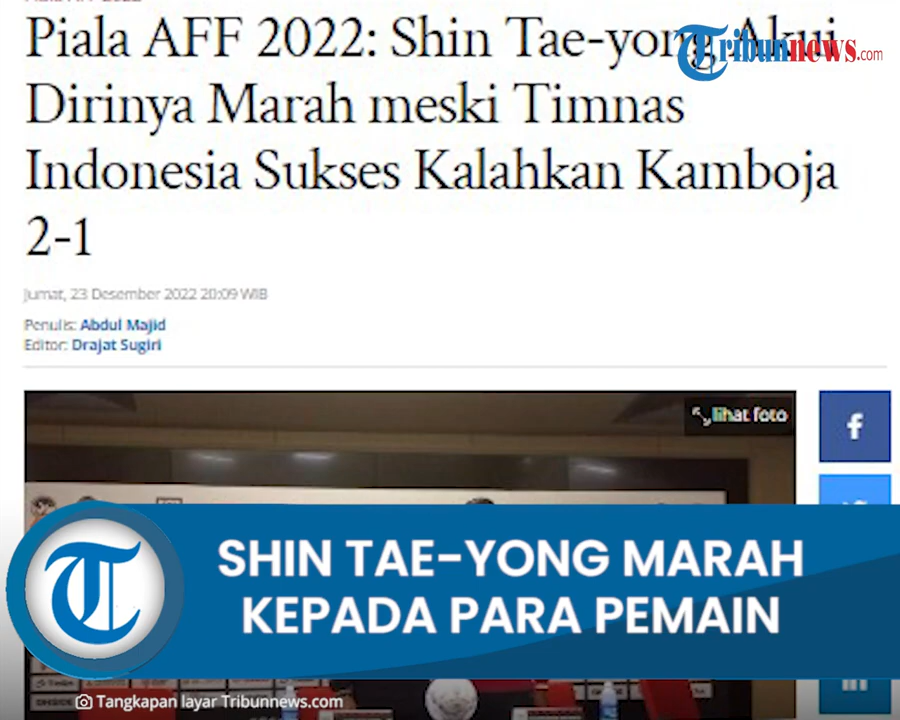 Piala AFF 2022: Shin Tae-yong Akui
Tribunnews.com
Dirinya Marah meski Timnas
Indonesia Sukses Kalahkan Kamboja
2-1
Jumat, 23 Desember 2022 20:09 WIB
Penulis: Abdul Majid
Editor: Drajat Sugiri
lihat foto
f
SHIN TAE-YONG MARAH
KEPADA PARA PEMAIN
T
in
Tangkapan layar Tribunnews.com